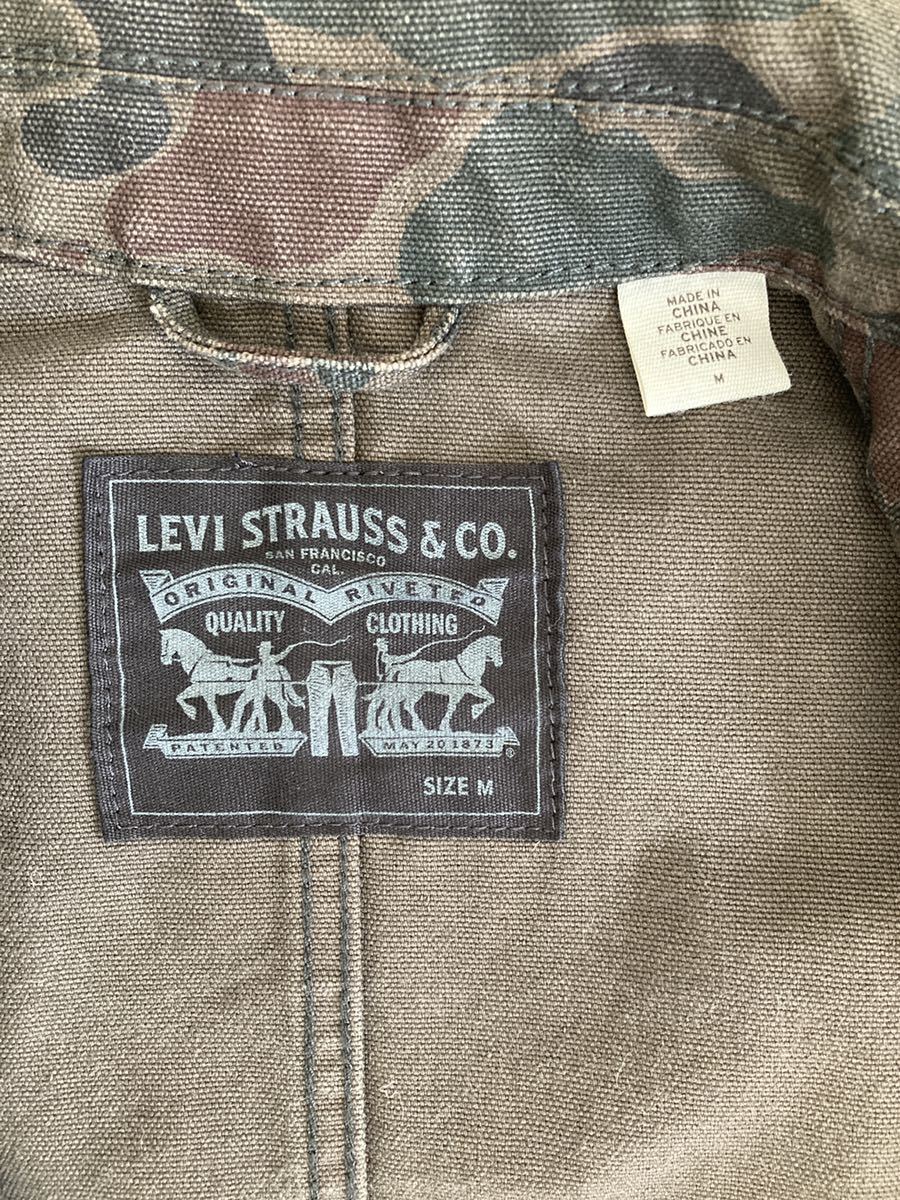 MADE IN
CHINA
FABRIQUE EN
CHINE
FABRICADO EN
CHINA
M
LEVI STRAUSS & CO.
SAN FRANCISCO
CAL.
ORIGINAL RIVETED
QUALITY CLOTHING
PATENTED MAY 20 1873 ®
SIZE M